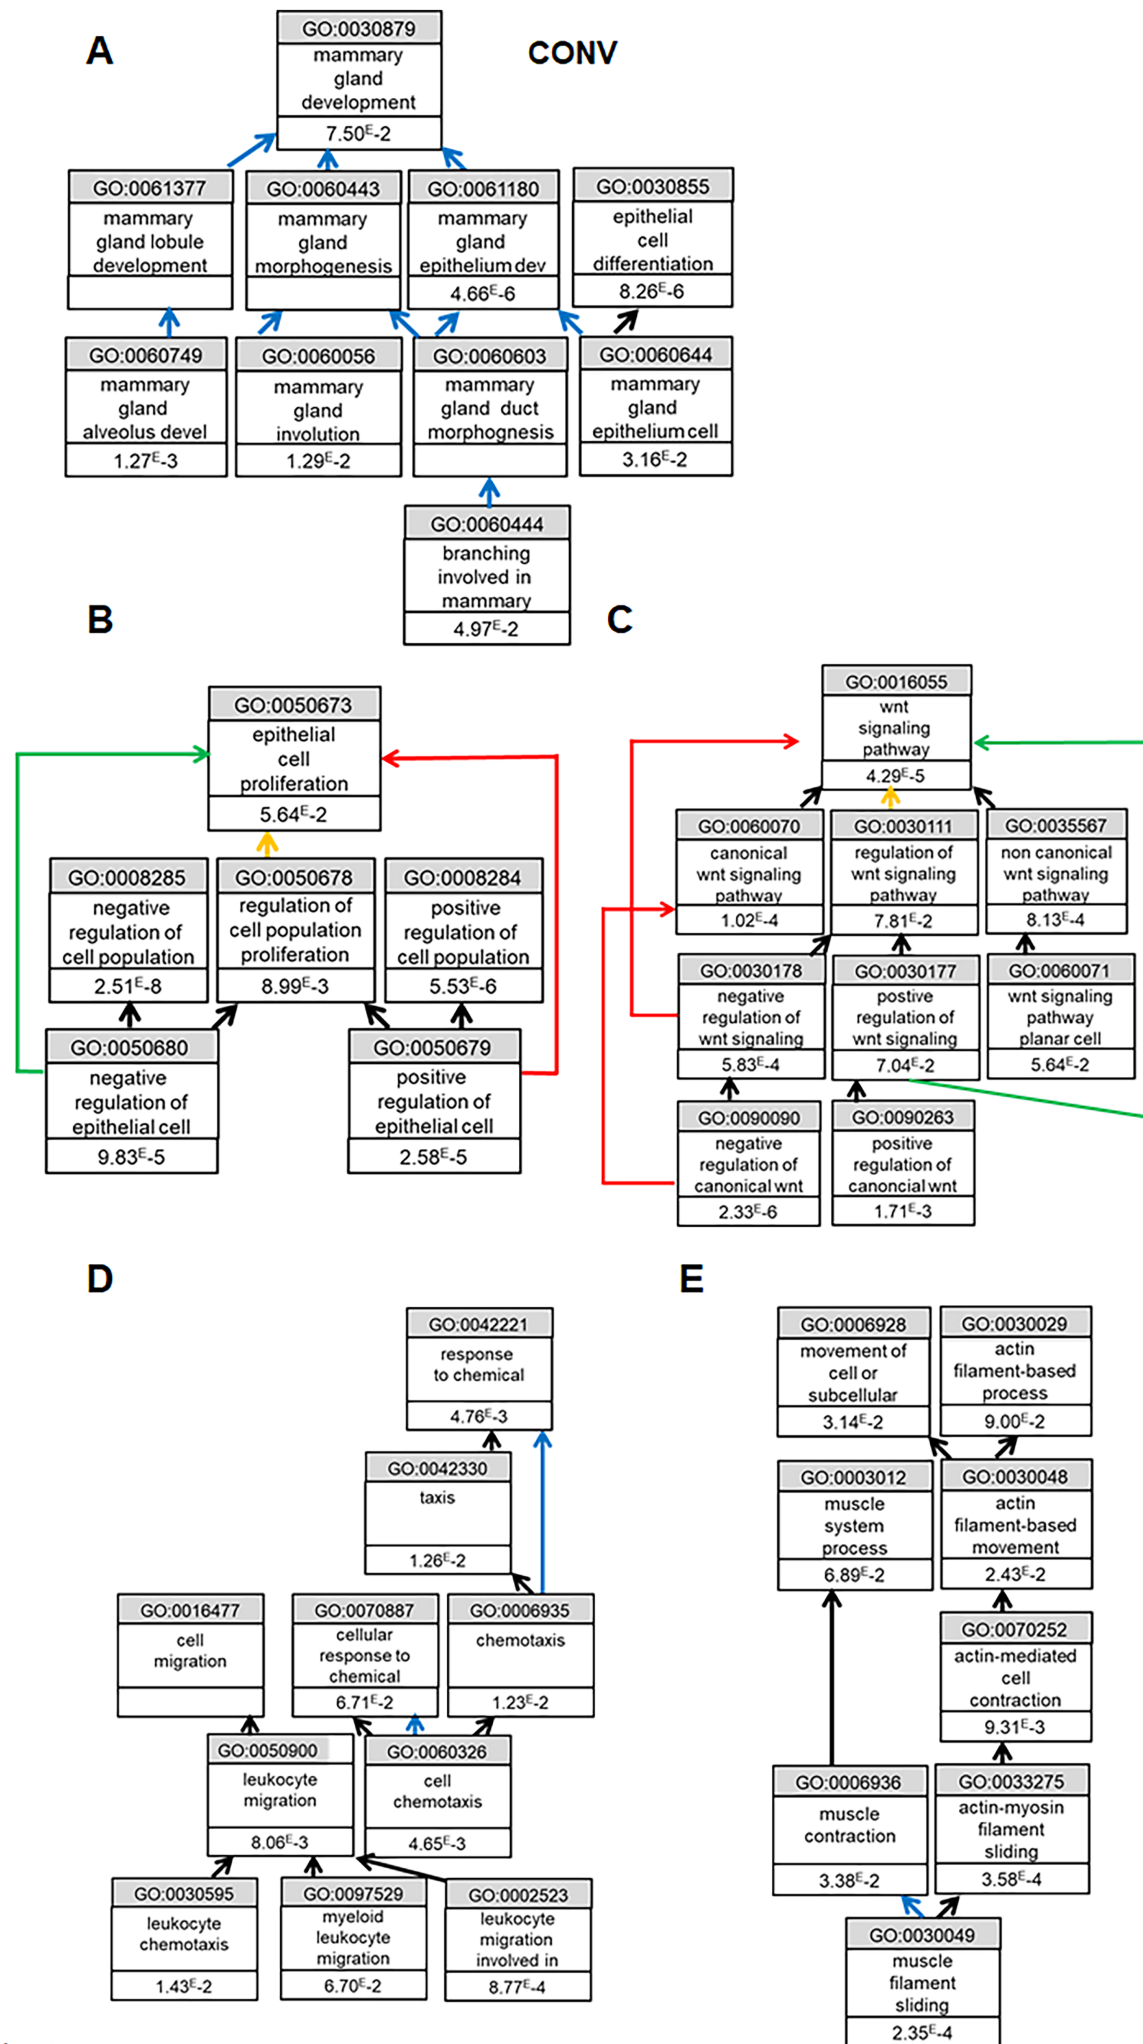 A
CONV
GO:0030879
mammary
gland
development
7.50E-2
GO:0061377
mammary
gland lobule
development
GO:0060443
mammary
gland
morphogenesis
GO:0061180
mammary
gland
epithelium dev
4.66E-6
GO:0030855
epithelial
cell
differentiation
8.26E-6
GO:0060749
mammary
gland
alveolus devel
1.27E-3
GO:0060056
mammary
gland
involution
1.29E-2
GO:0060603
mammary
gland duct
morphognesis
GO:0060644
mammary
gland
epithelium cell
3.16E-2
GO:0060444
branching
involved in
mammary
4.97E-2
B
GO:0050673
epithelial
cell
proliferation
5.64E-2
GO:0008285
negative
regulation of
cell population
2.51E-8
GO:0050678
regulation of
cell population
proliferation
8.99E-3
GO:0008284
positive
regulation of
cell population
5.53E-6
GO:0050680
negative
regulation of
epithelial cell
9.83E-5
GO:0050679
positive
regulation of
epithelial cell
2.58E-5
C
GO:0016055
wnt
signaling
pathway
4.29E-5
GO:0060070
canonical
wnt signaling
pathway
1.02E-4
GO:0030111
regulation of
wnt signaling
pathway
7.81E-2
GO:0035567
non canonical
wnt signaling
pathway
8.13E-4
GO:0030178
negative
regulation of
wnt signaling
5.83E-4
GO:0030177
postive
regulation of
wnt signaling
7.04E-2
GO:0060071
wnt signaling
pathway
planar cell
5.64E-2
GO:0090090
negative
regulation of
canonical wnt
2.33E-6
GO:0090263
positive
regulation of
canoncial wnt
1.71E-3
D
GO:0042221
response
to chemical
4.76E-3
GO:0042330
taxis
1.26E-2
GO:0016477
cell
migration
GO:0070887
cellular
response to
chemical
6.71E-2
GO:0006935
chemotaxis
1.23E-2
GO:0050900
leukocyte
migration
8.06E-3
GO:0060326
cell
chemotaxis
4.65E-3
GO:0030595
leukocyte
chemotaxis
1.43E-2
GO:0097529
myeloid
leukocyte
migration
6.70E-2
GO:0002523
leukocyte
migration
involved in
8.77E-4
E
GO:0006928
movement of
cell or
subcellular
3.14E-2
GO:0030029
actin
filament-based
process
9.00E-2
GO:0003012
muscle
system
process
6.89E-2
GO:0030048
actin
filament-based
movement
2.43E-2
GO:0070252
actin-mediated
cell
contraction
9.31E-3
GO:0006936
muscle
contraction
3.38E-2
GO:0033275
actin-myosin
filament
sliding
3.58E-4
GO:0030049
muscle
filament
sliding
2.35E-4